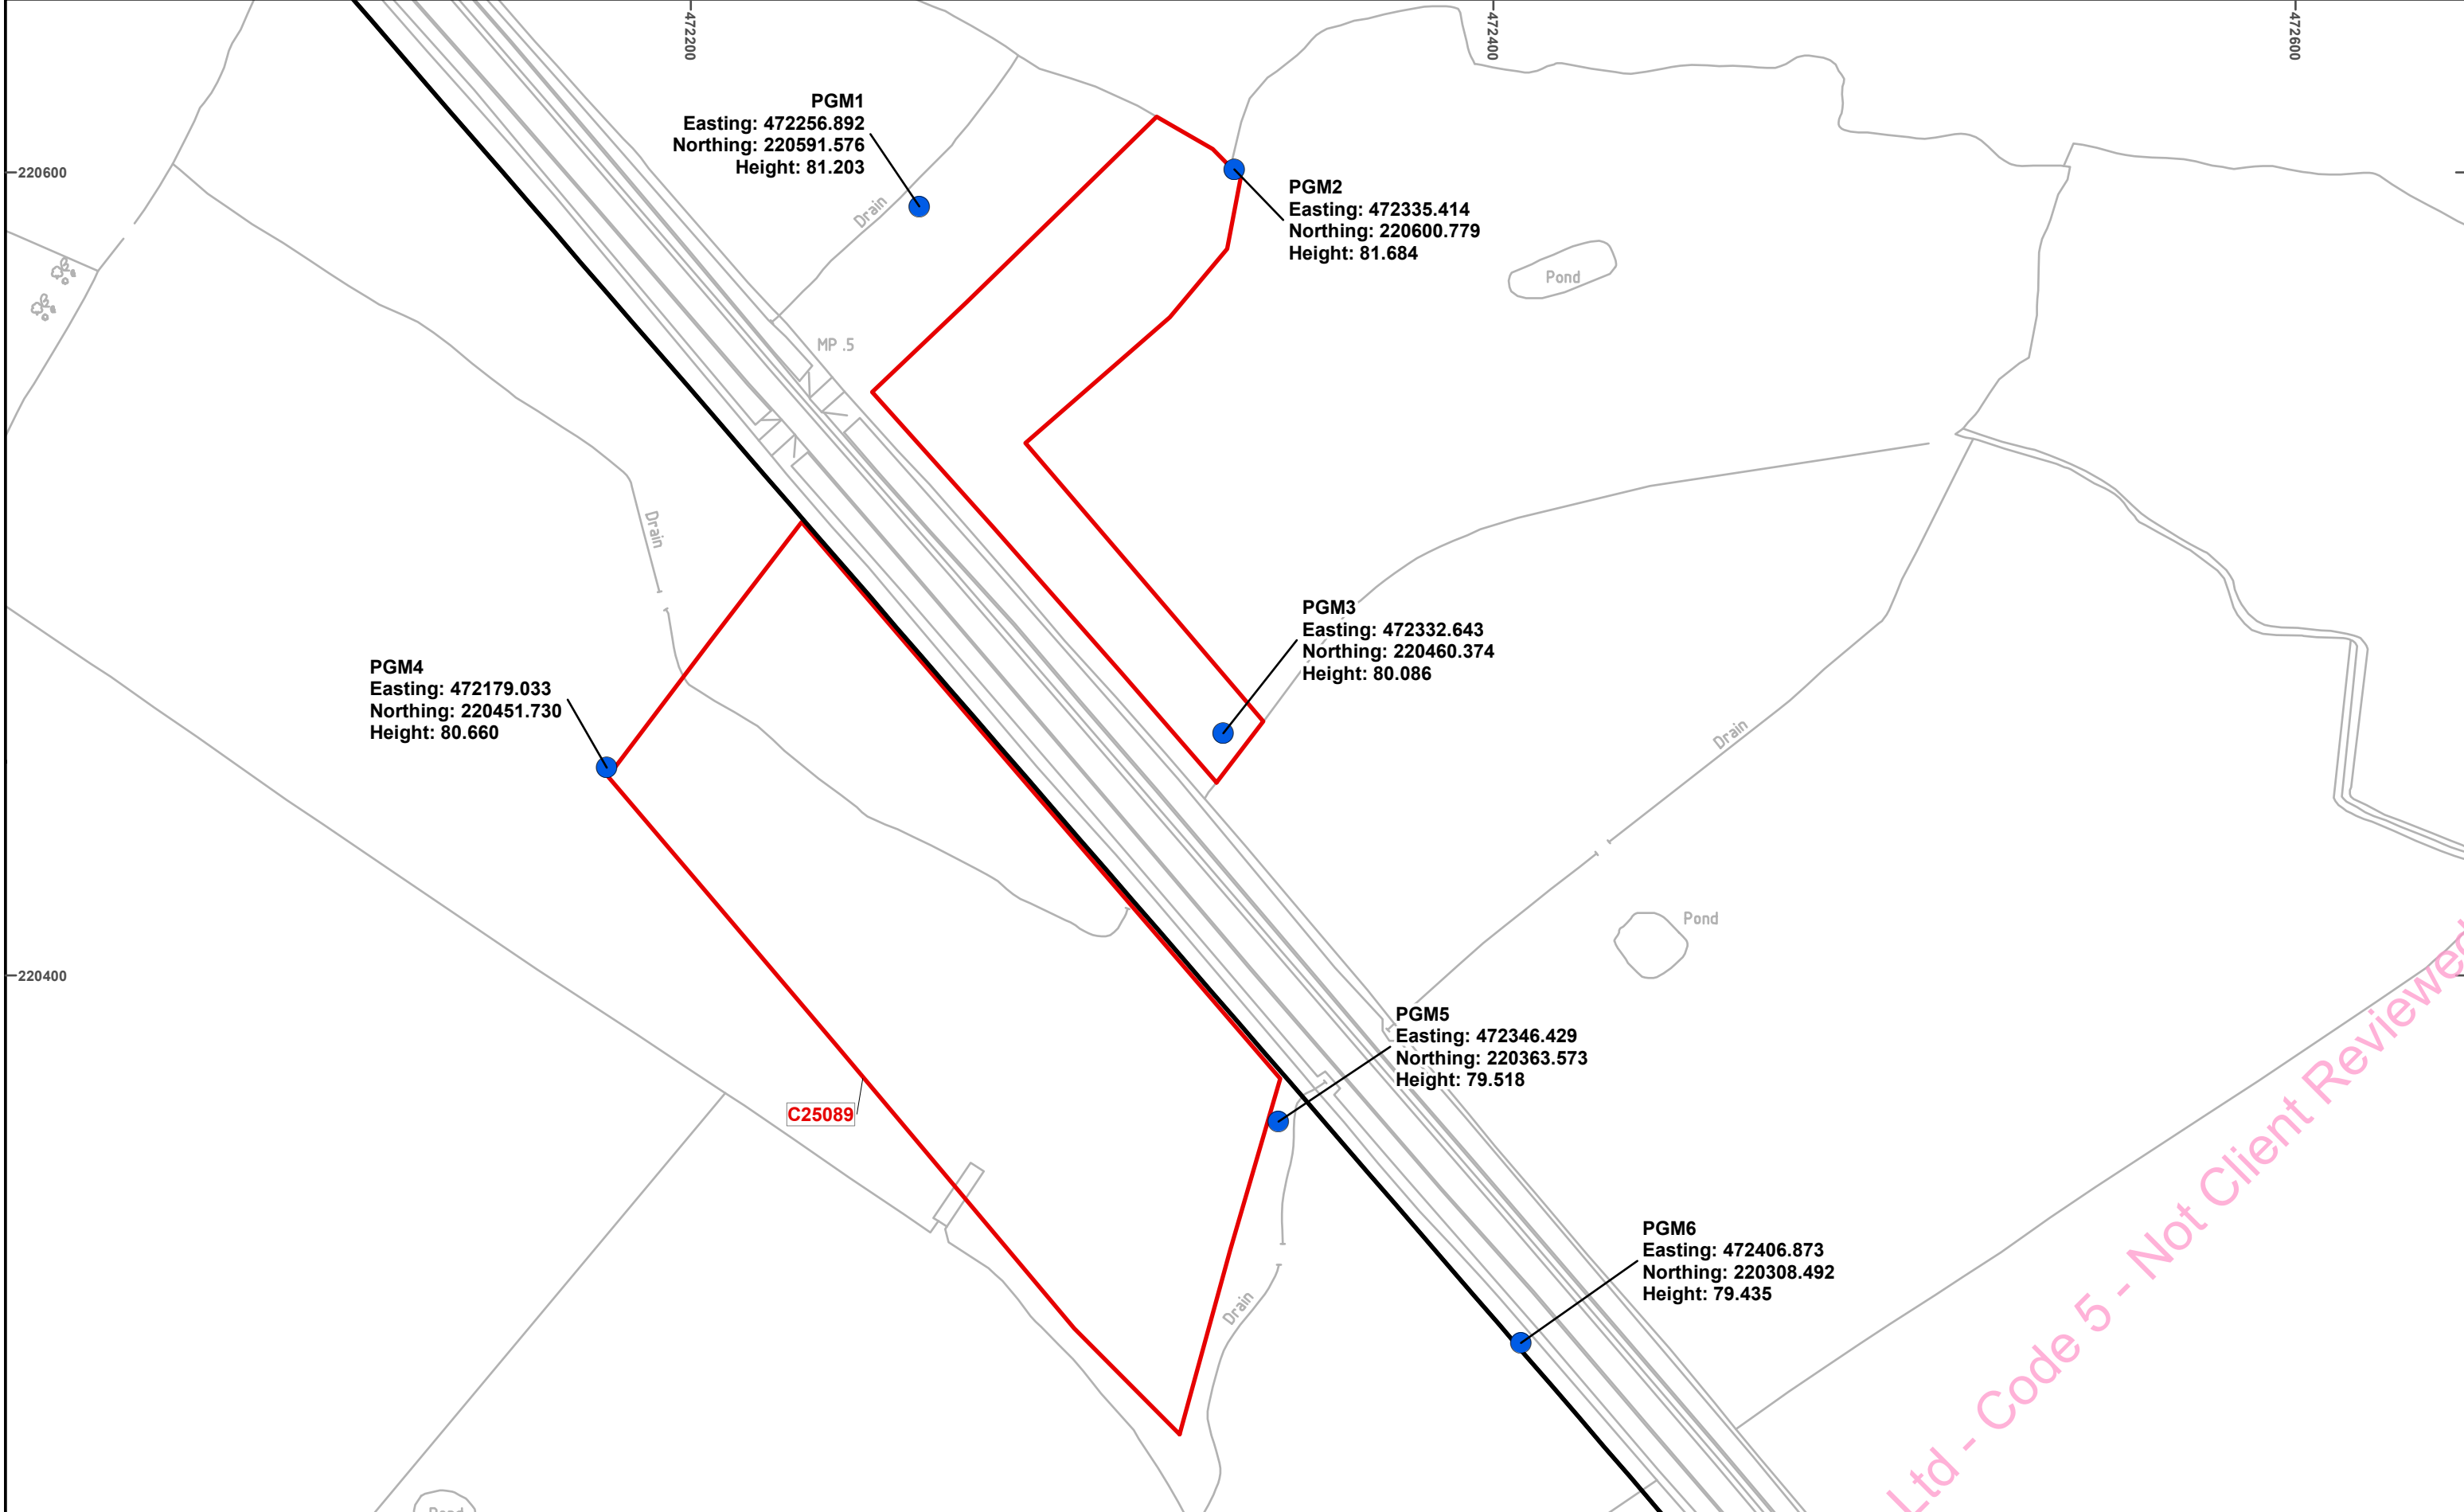 472200
472400
472600
PGM1
Easting: 472256.892
Northing: 220591.576
Height: 81.203
220600
PGM2
Easting: 472335.414
Northing: 220600.779
Height: 81.684
Drain
Pond
MP .5
Drain
PGM3
Easting: 472332.643
Northing: 220460.374
Height: 80.086
PGM4
Easting: 472179.033
Northing: 220451.730
Height: 80.660
Drain
Pond
220400
PGM5
Easting: 472346.429
Northing: 220363.573
Height: 79.518
C25089
PGM6
Easting: 472406.873
Northing: 220308.492
Height: 79.435
Drain
Ltd - Code 5 - Not Client Reviewed
Pond